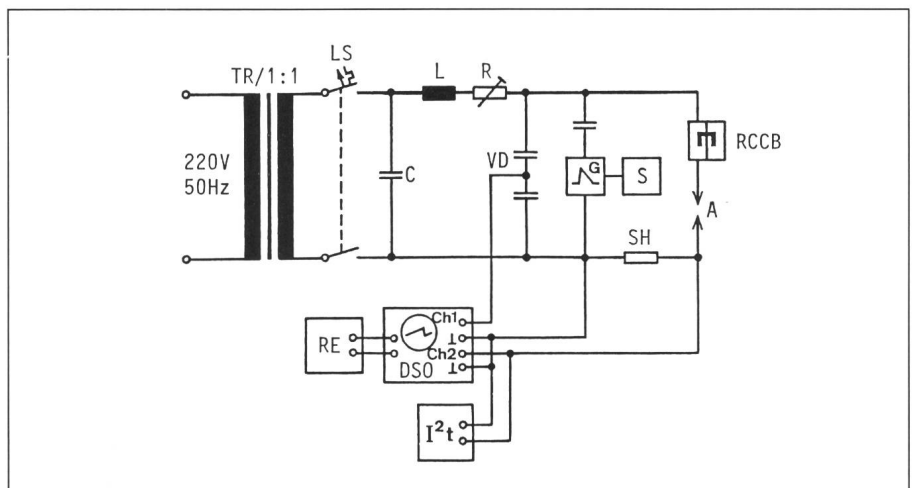 TR/1:1
LS
L
R
220V
50Hz
C
VD
G
S
RCCB
A
SH
Ch1
⊥
Ch2
⊥
DSO
RE
I²t